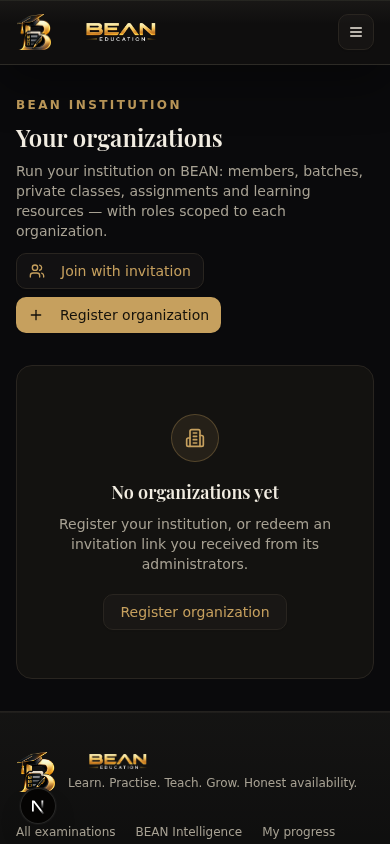 B
BEAN
EDUCATION
BEAN INSTITUTION
Your organizations
Run your institution on BEAN: members, batches,
private classes, assignments and learning
resources — with roles scoped to each
organization.
Join with invitation
Register organization
No organizations yet
Register your institution, or redeem an
invitation link you received from its
administrators.
Register organization
B
BEAN
EDUCATION
Learn. Practise. Teach. Grow. Honest availability.
N
All examinations BEAN Intelligence My progress